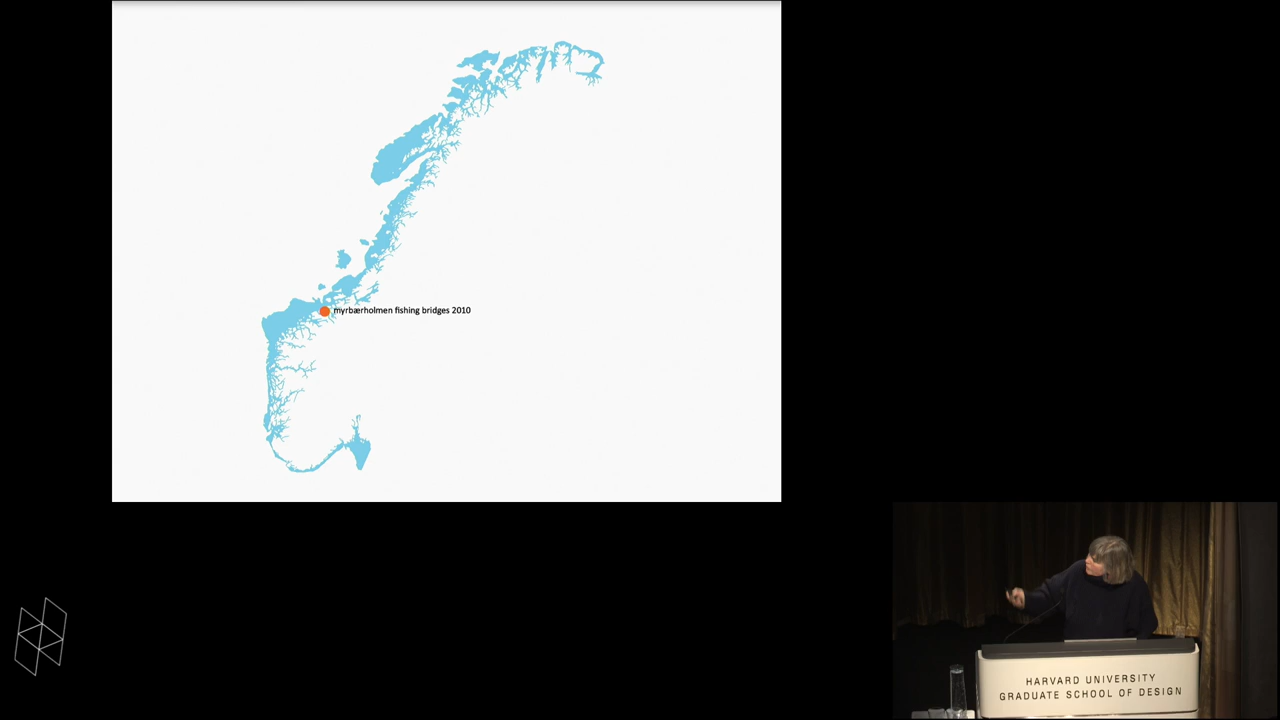 myrbærholmen fishing bridges 2010
HARVARD UNIVERSITY
GRADUATE SCHOOL OF DESIGN